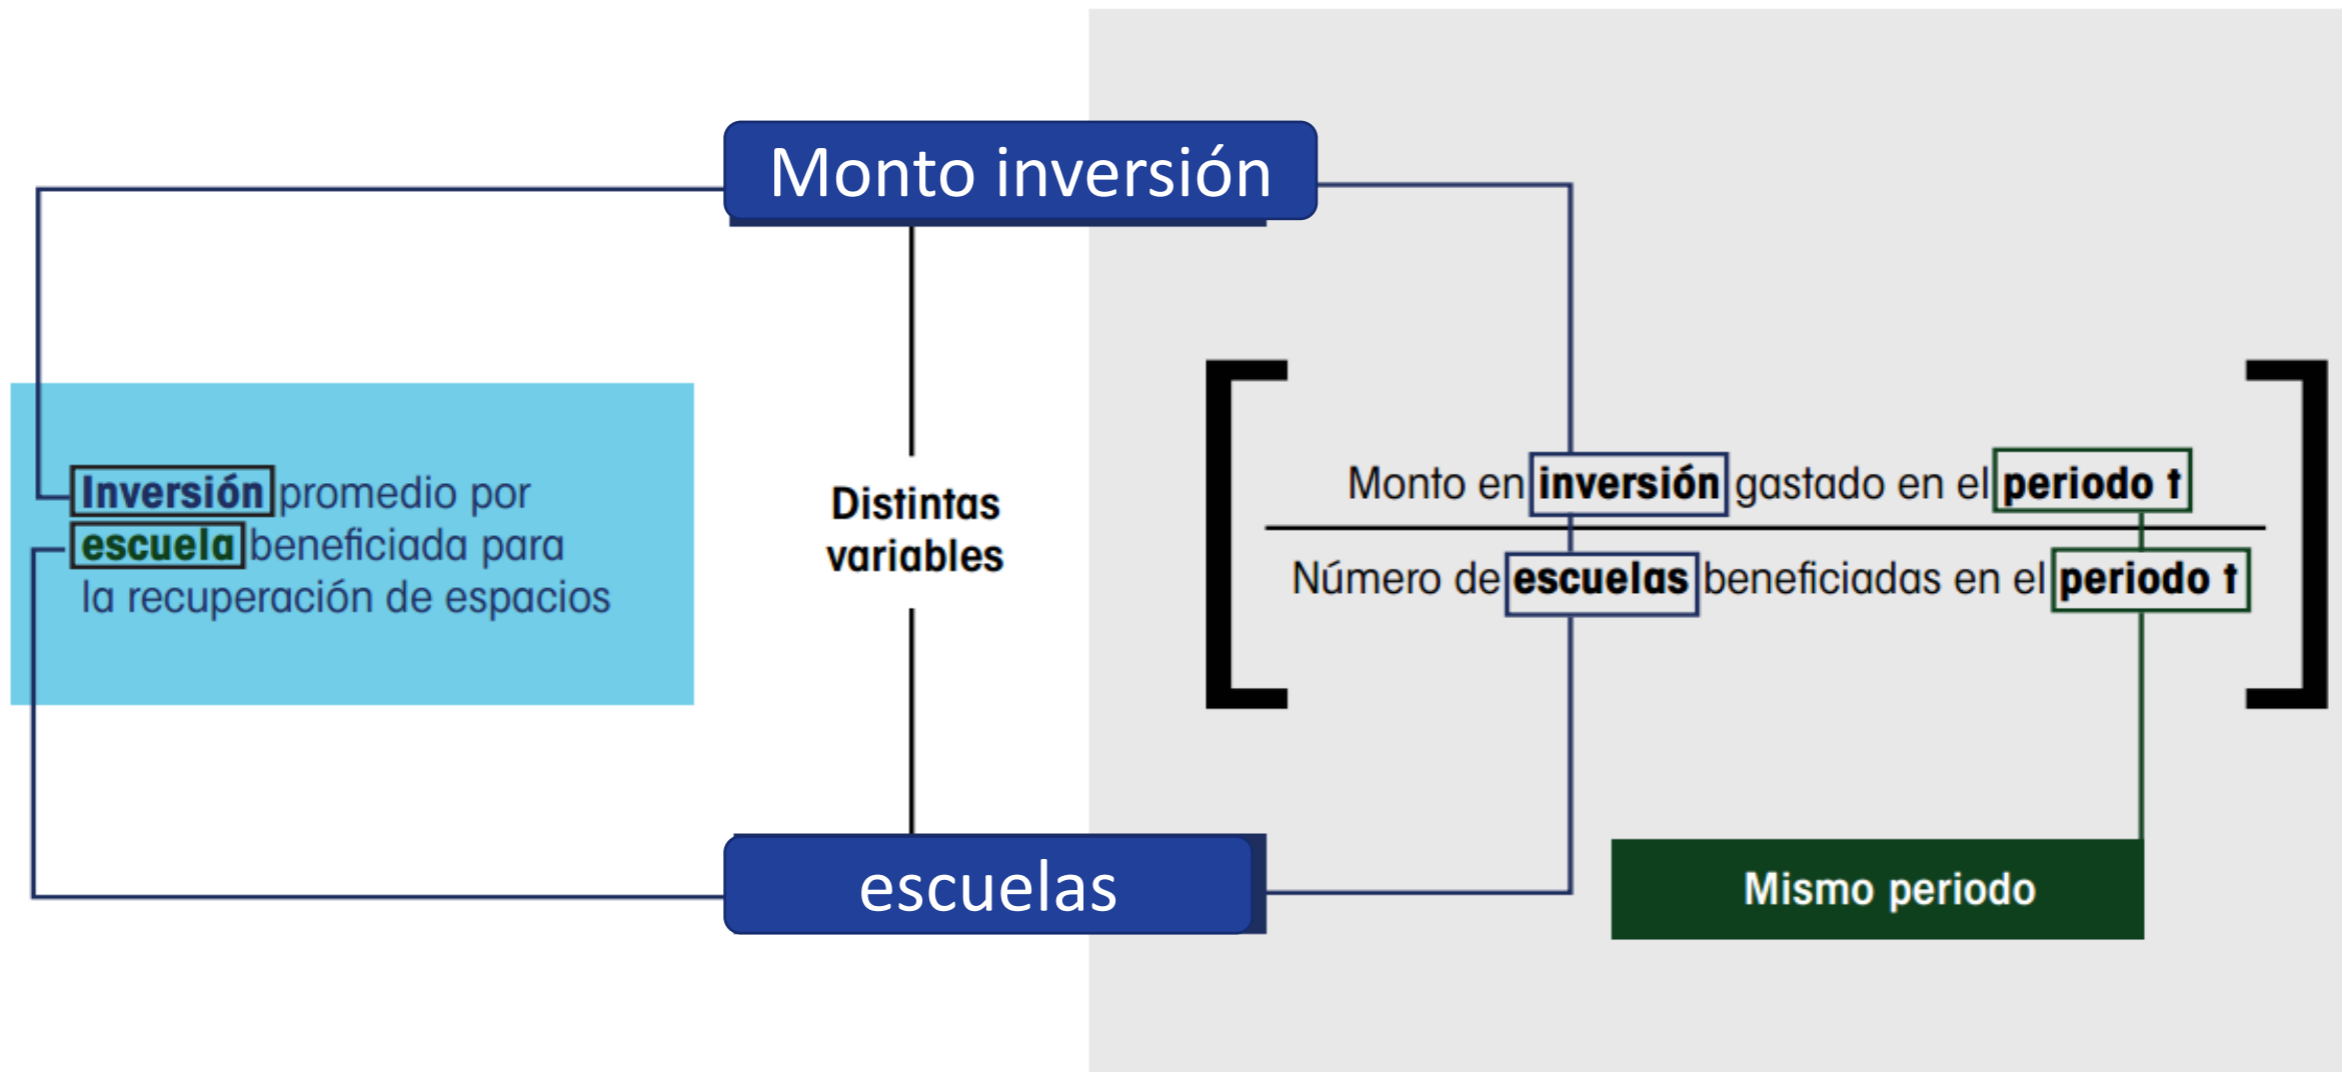 Monto inversión
Inversión promedio por
escuela beneficiada para
la recuperación de espacios
Distintas
variables
Monto en inversión gastado en el periodo t
Número de escuelas beneficiadas en el periodo t
escuelas
Mismo periodo